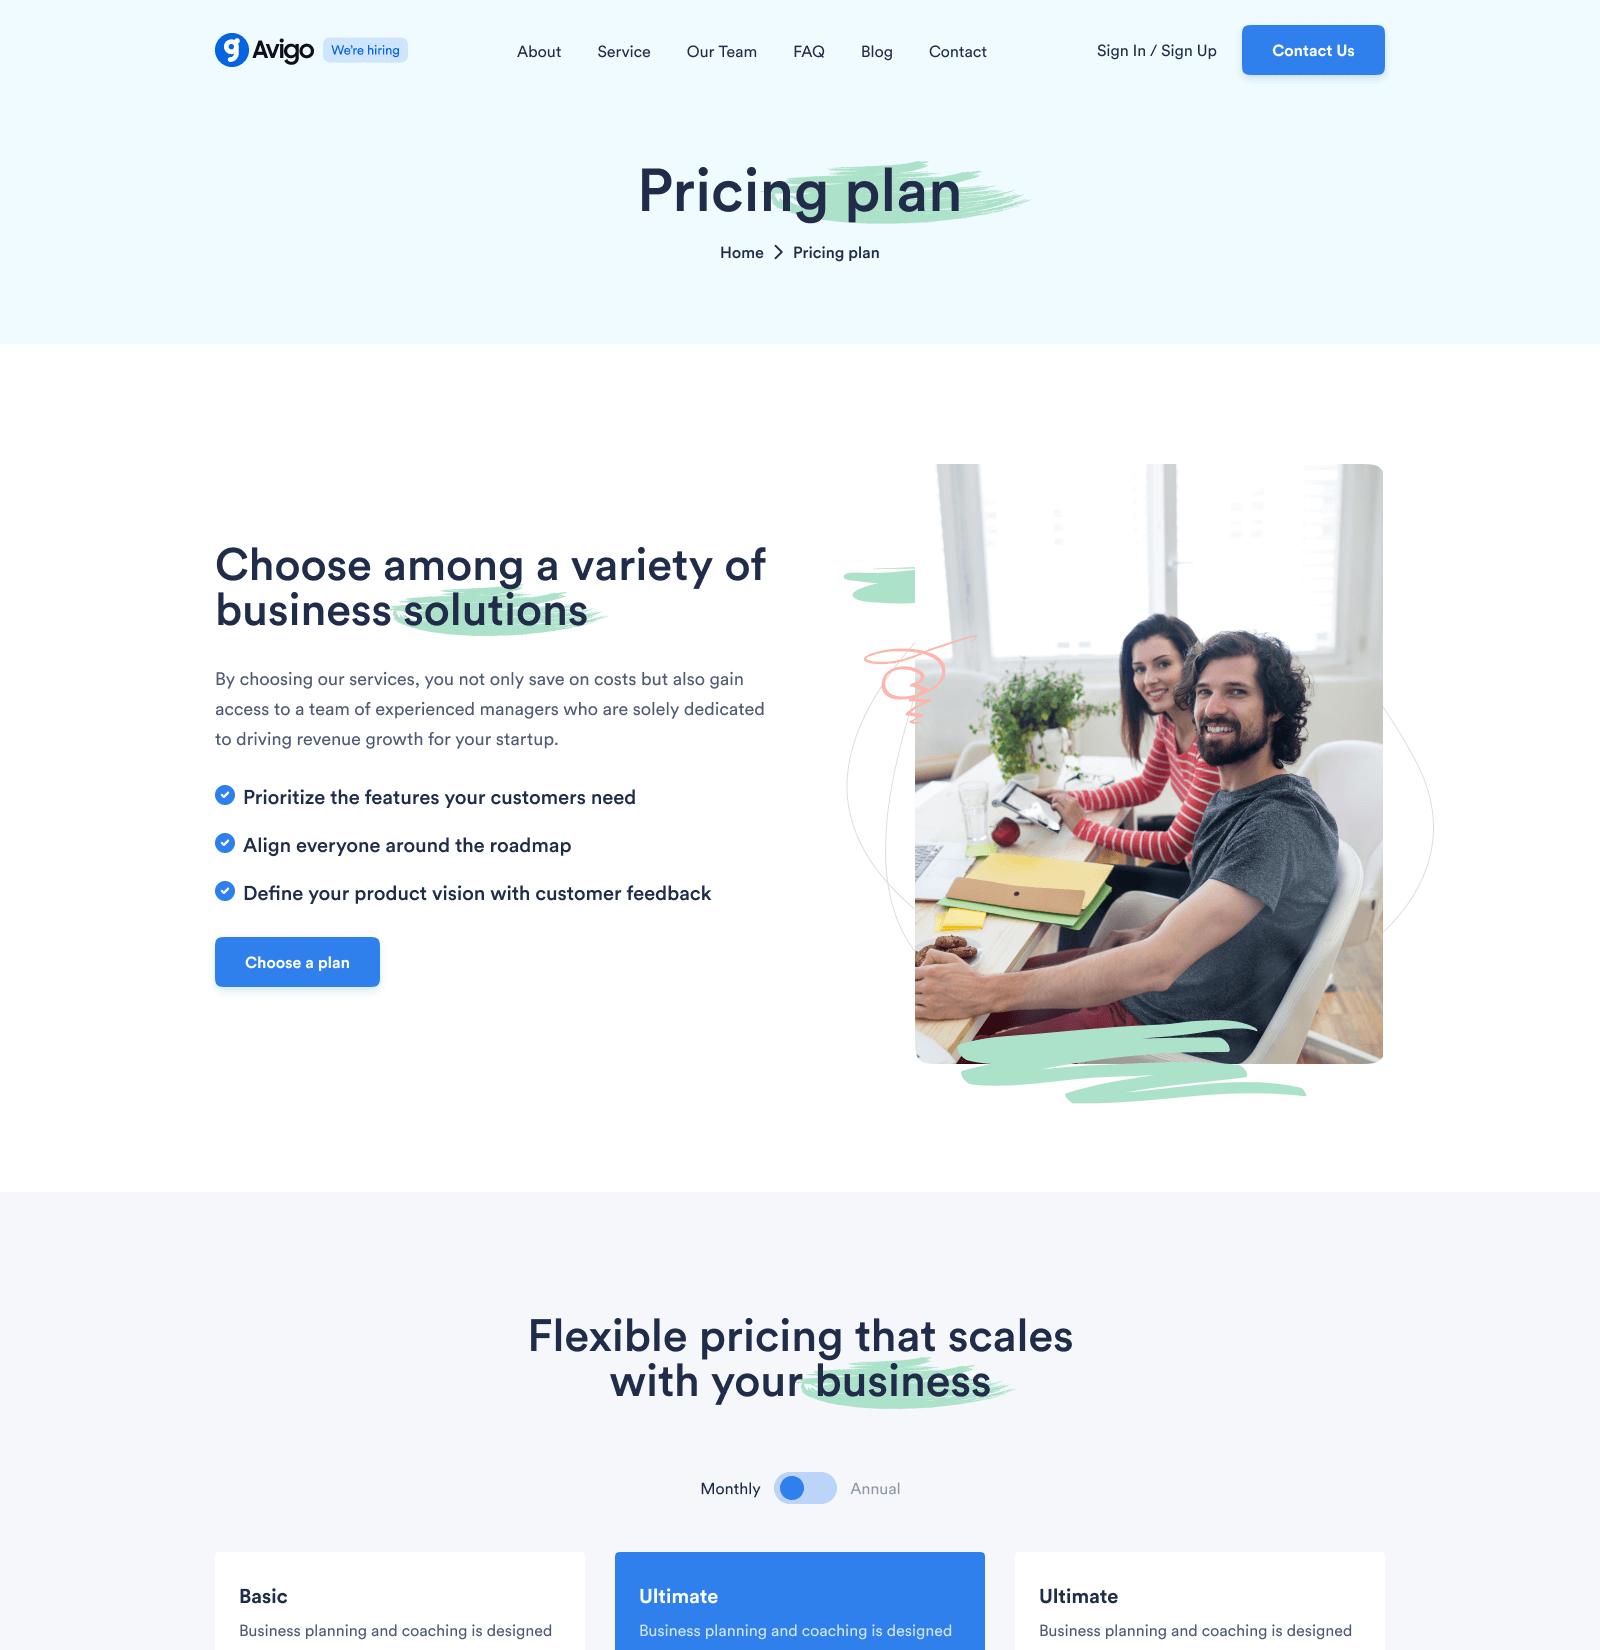 Avigo We're hiring About Service Our Team FAQ Blog Contact Sign In / Sign Up Contact Us
Pricing plan
Home > Pricing plan
Choose among a variety of
business solutions
By choosing our services, you not only save on costs but also gain
access to a team of experienced managers who are solely dedicated
to driving revenue growth for your startup.
Prioritize the features your customers need
Align everyone around the roadmap
Define your product vision with customer feedback
Choose a plan
Flexible pricing that scales
with your business
Monthly Annual
Basic
Business planning and coaching is designed
Ultimate
Business planning and coaching is designed
Ultimate
Business planning and coaching is designed